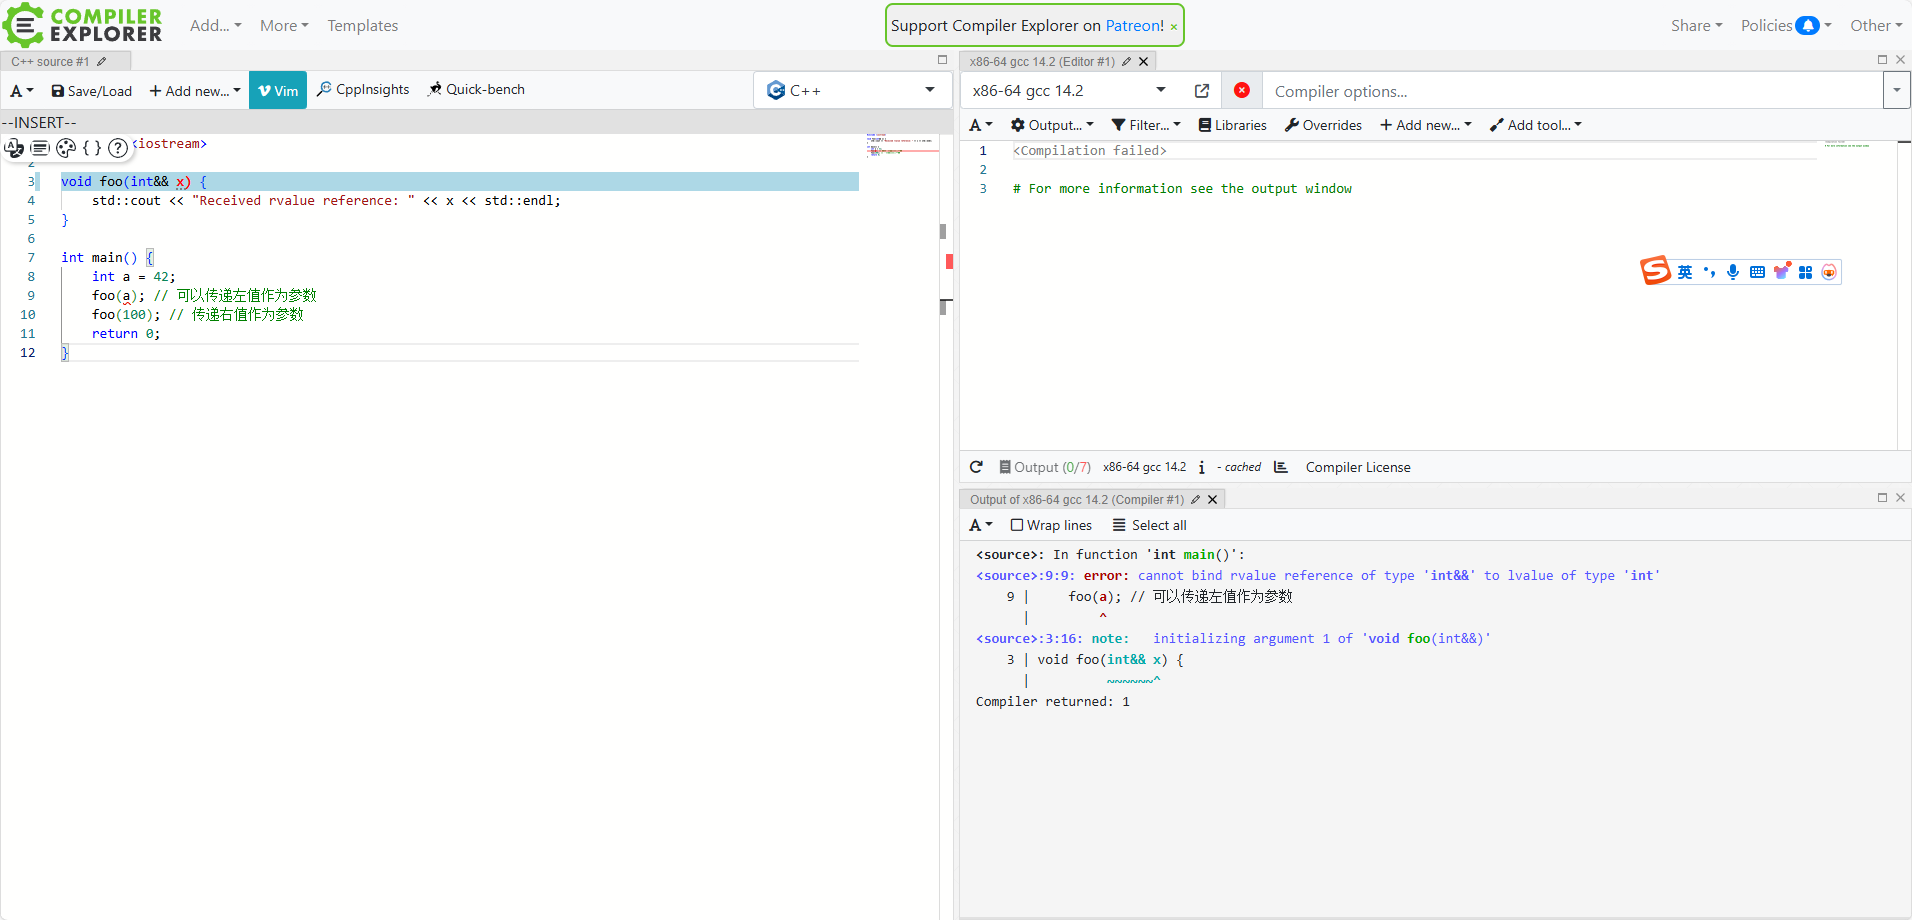 COMPILER
EXPLORER
Add...
More
Templates
Support Compiler Explorer on Patreon! ×
Share
Policies
Other
C++ source #1
A
Save/Load
+ Add new...
Vim
CppInsights
Quick-bench
C++
--INSERT--
<iostream>
2
3 void foo(int&& x) {
4 std::cout << "Received rvalue reference: " << x << std::endl;
5 }
6
7 int main() {
8 int a = 42;
9 foo(a); // 可以传递左值作为参数
10 foo(100); // 传递右值作为参数
11 return 0;
12 }
x86-64 gcc 14.2 (Editor #1)
x86-64 gcc 14.2
Compiler options...
A
Output...
Filter...
Libraries
Overrides
+ Add new...
Add tool...
1 <Compilation failed>
2
3 # For more information see the output window
S 英
Output (0/7) x86-64 gcc 14.2 i - cached Compiler License
Output of x86-64 gcc 14.2 (Compiler #1)
A
Wrap lines
Select all
<source>: In function 'int main()':
<source>:9:9: error: cannot bind rvalue reference of type 'int&&' to lvalue of type 'int'
9 | foo(a); // 可以传递左值作为参数
| ^
<source>:3:16: note: initializing argument 1 of 'void foo(int&&)'
3 | void foo(int&& x) {
| ~~~~~~^
Compiler returned: 1